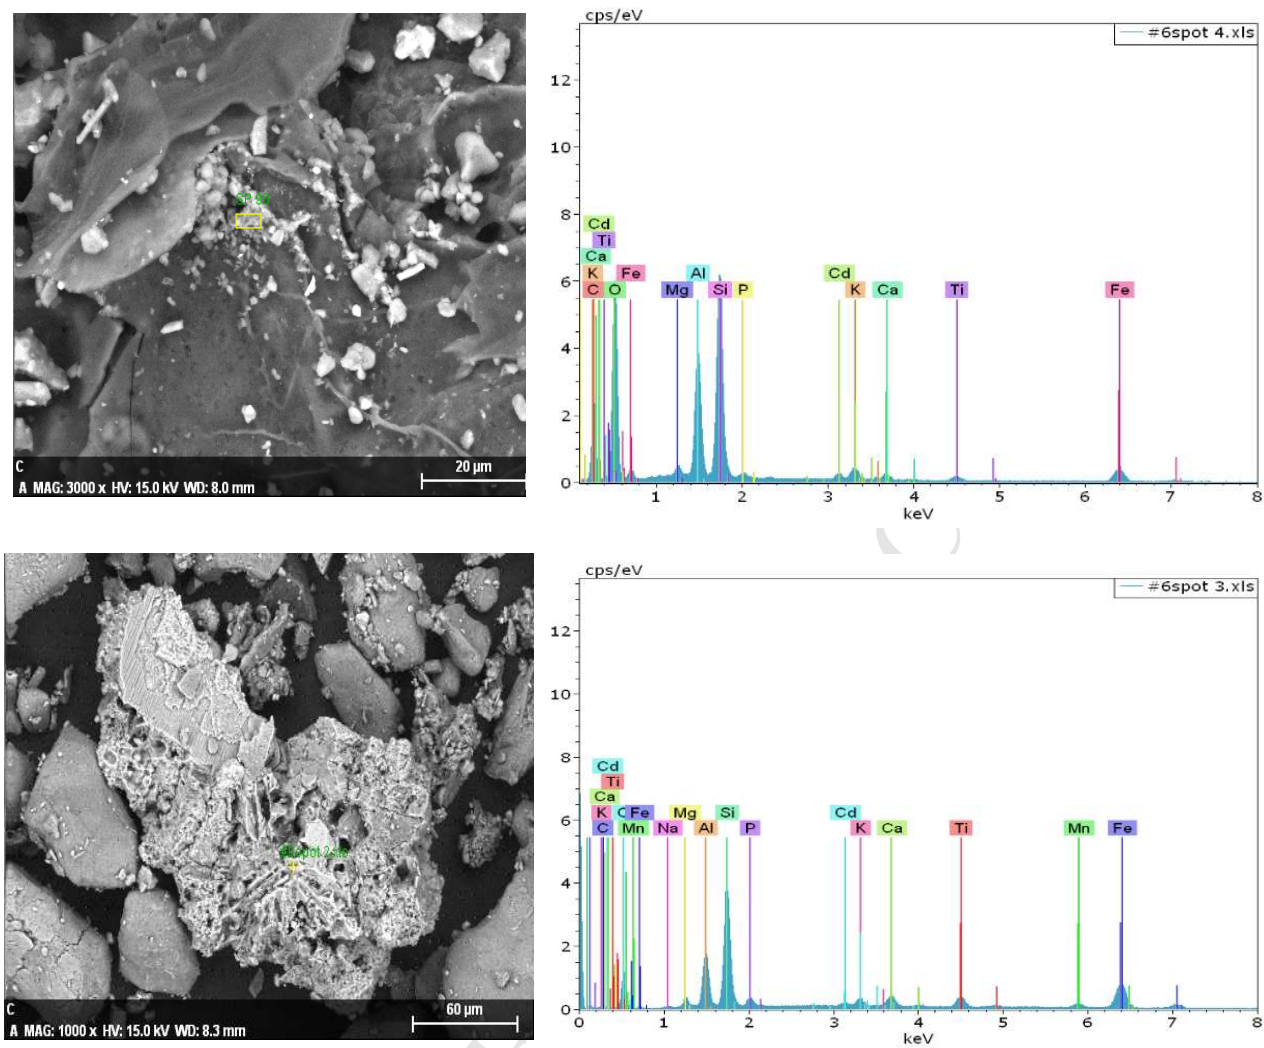 cps/eV
#6spot 4.xls
12
10
8
6
4
2
0
Cd
Ti
Ca
K Fe Al Cd
C O Mg Si P K Ca Ti Fe
1 2 3 4 5 6 7 8
keV
SP 90
C 20 µm
A MAG: 3000 x HV: 15.0 kV WD: 8.0 mm
cps/eV
#6spot 3.xls
12
10
8
6
4
2
0
Cd
Ti
Ca
K Fe Mg Si Cd
C Mn Na Al P K Ca Ti Mn Fe
0 1 2 3 4 5 6 7 8
keV
C 60 µm
A MAG: 1000 x HV: 15.0 kV WD: 8.3 mm